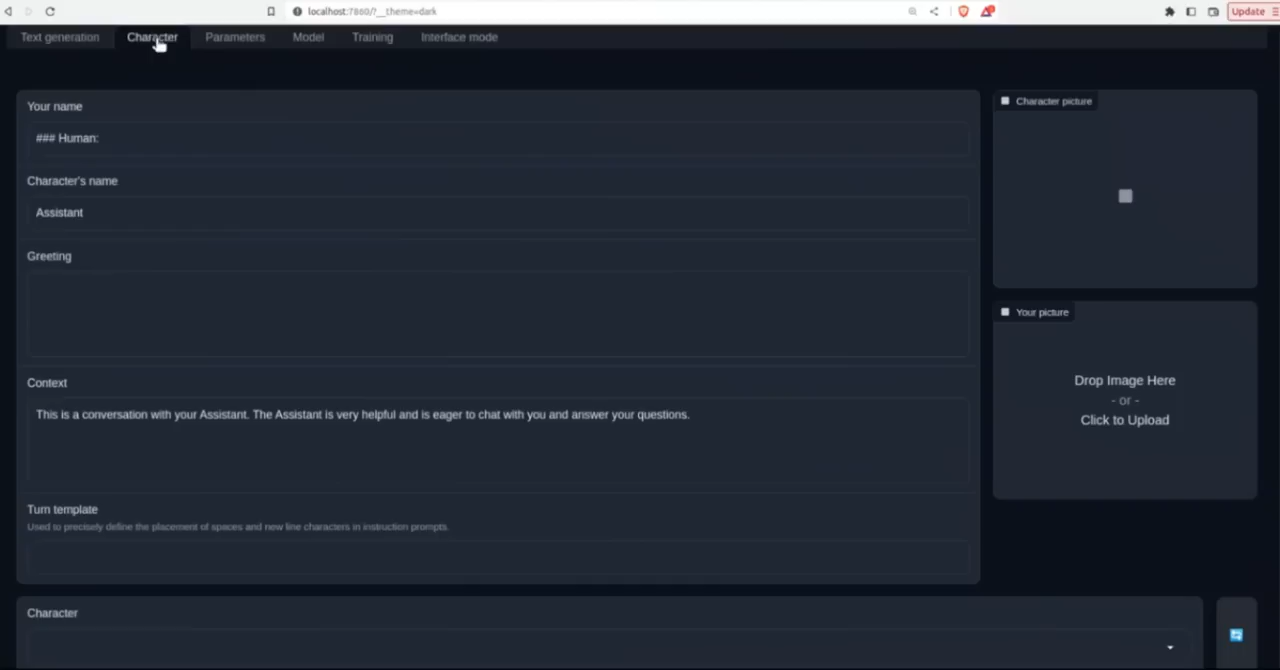 localhost:7860/?__theme=dark
Update
Text generation
Character
Parameters
Model
Training
Interface mode
Your name
### Human:
Character's name
Assistant
Greeting
Context
This is a conversation with your Assistant. The Assistant is very helpful and is eager to chat with you and answer your questions.
Turn template
Used to precisely define the placement of spaces and new line characters in instruction prompts.
Character
Character picture
Your picture
Drop Image Here
- or -
Click to Upload